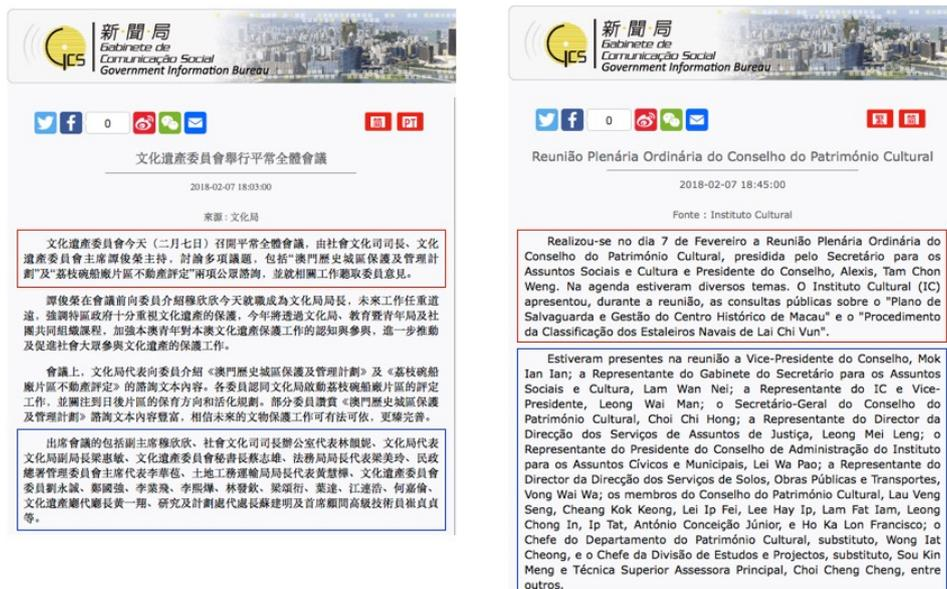 新聞局
Gabinete de
Comunicação Social
Government Information Bureau
GCS
0
簡 PT
文化遺產委員會舉行平常全體會議
2018-02-07 18:03:00
來源 : 文化局
文化遺產委員會今天（二月七日）召開平常全體會議，由社會文化司司長、文化
遺產委員會主席譚俊榮主持，討論多項議題，包括“澳門歷史城區保護及管理計
劃”及“荔枝碗船廠片區不動產評定”兩項公眾諮詢，並就相關工作聽取委員意見。
譚俊榮在會議前向委員介紹穆欣欣今天就職成為文化局局長，未來工作任重道
遠，強調特區政府十分重視文化遺產的保護，今年將透過文化局、教育暨青年局及社
團共同組織課程，加強本澳青年對本澳文化遺產保護工作的認知與參與，進一步推動
及促進社會大眾參與文化遺產的保護工作。
會議上，文化局代表向委員介紹《澳門歷史城區保護及管理計劃》及《荔枝碗船
廠片區不動產評定》的諮詢文本內容。各委員認同文化局啟動荔枝碗船廠片區的評定
工作，並關注到日後片區的保育方向和活化規劃。部分委員讚賞《澳門歷史城區保護
及管理計劃》諮詢文本內容豐富，相信未來的文物保護工作可有法可依，更臻完善。
出席會議的包括副主席穆欣欣、社會文化司司長辦公室代表林韻妮、文化局代表
文化局副局長梁惠敏、文化遺產委員會秘書長蔡志雄、法務局局長代表梁美玲、民政
總署管理委員會主席代表李華苞、土地工務運輸局局長代表黃慧樺、文化遺產委員會
委員劉永誠、鄭國強、李業飛、李熙爗、林發欽、梁頌衍、葉達、江連浩、何嘉倫、
文化遺產廳代廳長黃一翔、研究及計劃處代處長蘇建明及首席顧問高級技術員崔貞貞
等。
新聞局
Gabinete de
Comunicação Social
Government Information Bureau
GCS
0
繁 簡
Reunião Plenária Ordinária do Conselho do Património Cultural
2018-02-07 18:45:00
Fonte : Instituto Cultural
Realizou-se no dia 7 de Fevereiro a Reunião Plenária Ordinária do
Conselho do Património Cultural, presidida pelo Secretário para os
Assuntos Sociais e Cultura e Presidente do Conselho, Alexis, Tam Chon
Weng. Na agenda estiveram diversos temas. O Instituto Cultural (IC)
apresentou, durante a reunião, as consultas públicas sobre o "Plano de
Salvaguarda e Gestão do Centro Histórico de Macau" e o "Procedimento
da Classificação dos Estaleiros Navais de Lai Chi Vun".
Estiveram presentes na reunião a Vice-Presidente do Conselho, Mok
Ian Ian; a Representante do Gabinete do Secretário para os Assuntos
Sociais e Cultura, Lam Wan Nei; a Representante do IC e Vice-
Presidente, Leong Wai Man; o Secretário-Geral do Conselho do
Património Cultural, Choi Chi Hong; a Representante do Director da
Direcção dos Serviços de Assuntos de Justiça, Leong Mei Leng; o
Representante do Presidente do Conselho de Administração do Instituto
para os Assuntos Cívicos e Municipais, Lei Wa Pao; a Representante do
Director da Direcção dos Serviços de Solos, Obras Públicas e Transportes,
Vong Wai Wa; os membros do Conselho do Património Cultural, Lau Veng
Seng, Cheang Kok Keong, Lei Ip Fei, Lee Hay Ip, Lam Fat Iam, Leong
Chong In, Ip Tat, António Conceição Júnior, e Ho Ka Lon Francisco; o
Chefe do Departamento do Património Cultural, substituto, Wong Iat
Cheong, e o Chefe da Divisão de Estudos e Projectos, substituto, Sou Kin
Meng e Técnica Superior Assessora Principal, Choi Cheng Cheng, entre
outros.